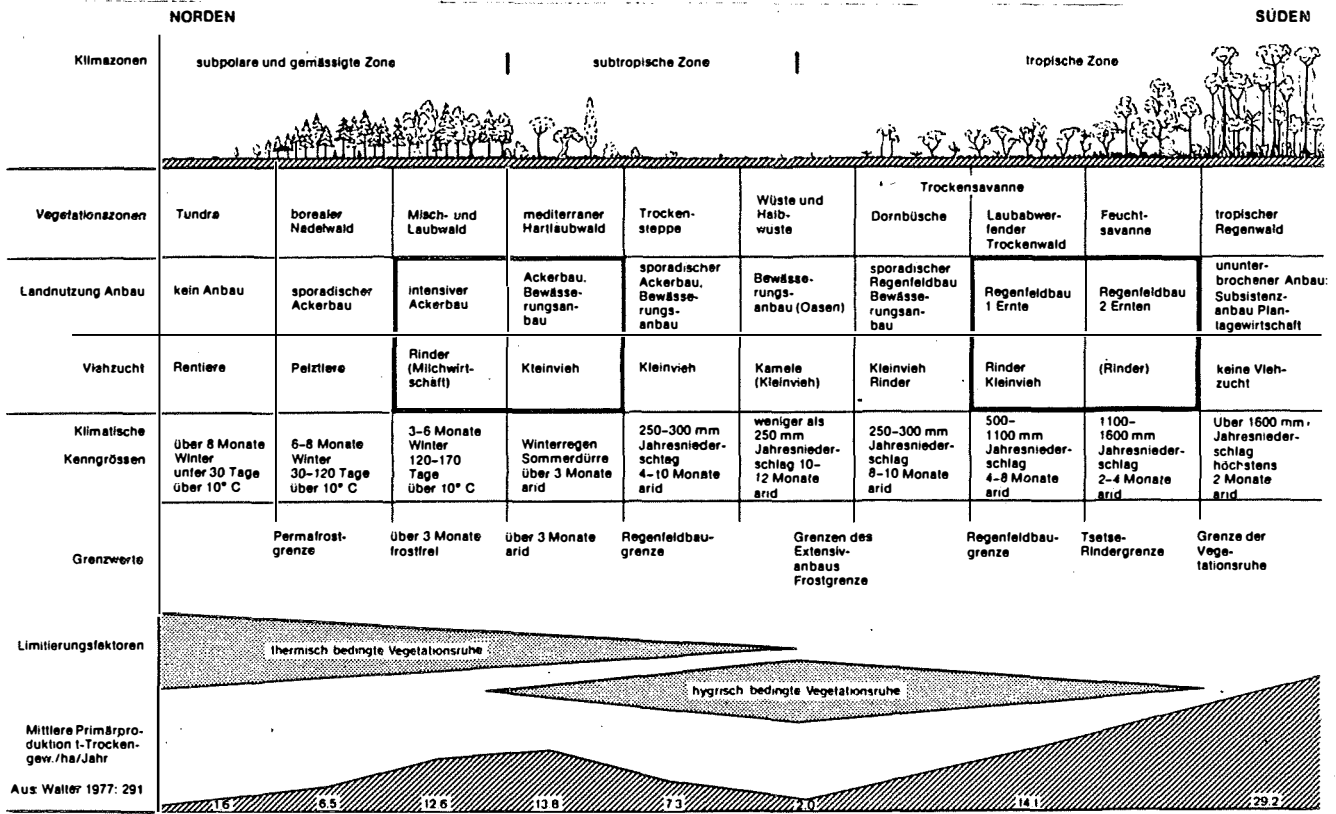 NORDEN
SÜDEN
Klimazonen
subpolare und gemässigte Zone
subtropische Zone
tropische Zone
Vegetationszonen
Tundra
borealer
Nadelwald
Misch- und
Laubwald
mediterraner
Hartlaubwald
Trocken-
steppe
Wüste und
Halb-
wuste
Trockensavanne
Dornbüsche
Laubabwer-
fender
Trockenwald
Feucht-
savanne
tropischer
Regenwald
Landnutzung Anbau
kein Anbau
sporadischer
Ackerbau
intensiver
Ackerbau
Ackerbau.
Bewässe-
rungsan-
bau
sporadischer
Ackerbau.
Bewässe-
rungs-
anbau
Bewässe-
rungs-
anbau (Oasen)
sporadischer
Regenfeldbau
Bewässe-
rungsan-
bau
Regenfeldbau
1 Ernte
Regenfeldbau
2 Ernten
ununter-
brochener Anbau:
Subsistenz-
anbau Plan-
tagewirtschaft
Viehzucht
Rentiere
Pelztiere
Rinder
(Milchwirt-
schaft)
Kleinvieh
Kleinvieh
Kamele
(Kleinvieh)
Kleinvieh
Rinder
Rinder
Kleinvieh
(Rinder)
keine Vieh-
zucht
Klimatische
Kenngrössen
über 8 Monate
Winter
unter 30 Tage
über 10° C
6-8 Monate
Winter
30-120 Tage
über 10° C
3-6 Monate
Winter
120-170
Tage
über 10° C
Winterregen
Sommerdürre
über 3 Monate
arid
250-300 mm
Jahresnieder-
schlag
4-10 Monate
arid
weniger als
250 mm
Jahresnieder-
schlag 10-
12 Monate
arid
250-300 mm
Jahresnieder-
schlag
8-10 Monate
arid
500-
1100 mm
Jahresnieder-
schlag
4-8 Monate
arid
1100-
1600 mm
Jahresnieder-
schlag
2-4 Monate
arid
Über 1600 mm
Jahresnieder-
schlag
höchstens
2 Monate
arid
Grenzwerte
Permafrost-
grenze
über 3 Monate
frostfrei
über 3 Monate
arid
Regenfeldbau-
grenze
Grenzen des
Extensiv-
anbaus
Frostgrenze
Regenfeldbau-
grenze
Tsetse-
Rindergrenze
Grenze der
Vege-
tationsruhe
Limitierungsfaktoren
thermisch bedingte Vegetationsruhe
hygrisch bedingte Vegetationsruhe
Mittlere Primärpro-
duktion t-Trocken-
gew./ha/Jahr
Aus: Walter 1977: 291
1.6
6.5
12.6
13.8
7.3
2.0
14.1
29.2